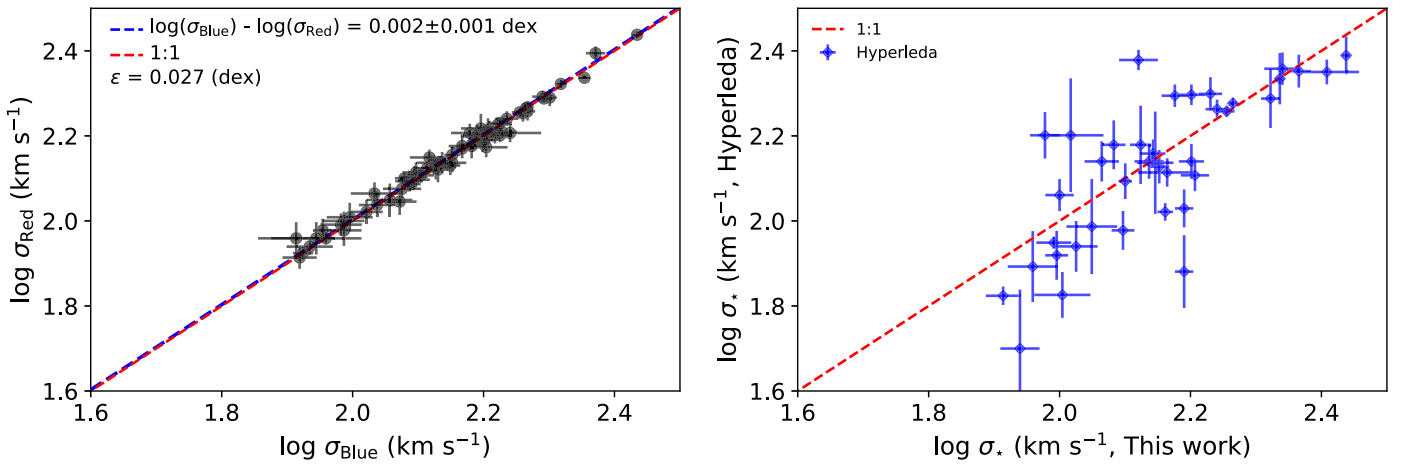 log(σBlue) - log(σRed) = 0.002±0.001 dex
1:1
ε = 0.027 (dex)
log σRed (km s⁻¹)
2.4
2.2
2.0
1.8
1.6
1.6 1.8 2.0 2.2 2.4
log σBlue (km s⁻¹)
1:1
Hyperleda
log σ⋆ (km s⁻¹, Hyperleda)
2.4
2.2
2.0
1.8
1.6
1.6 1.8 2.0 2.2 2.4
log σ⋆ (km s⁻¹, This work)